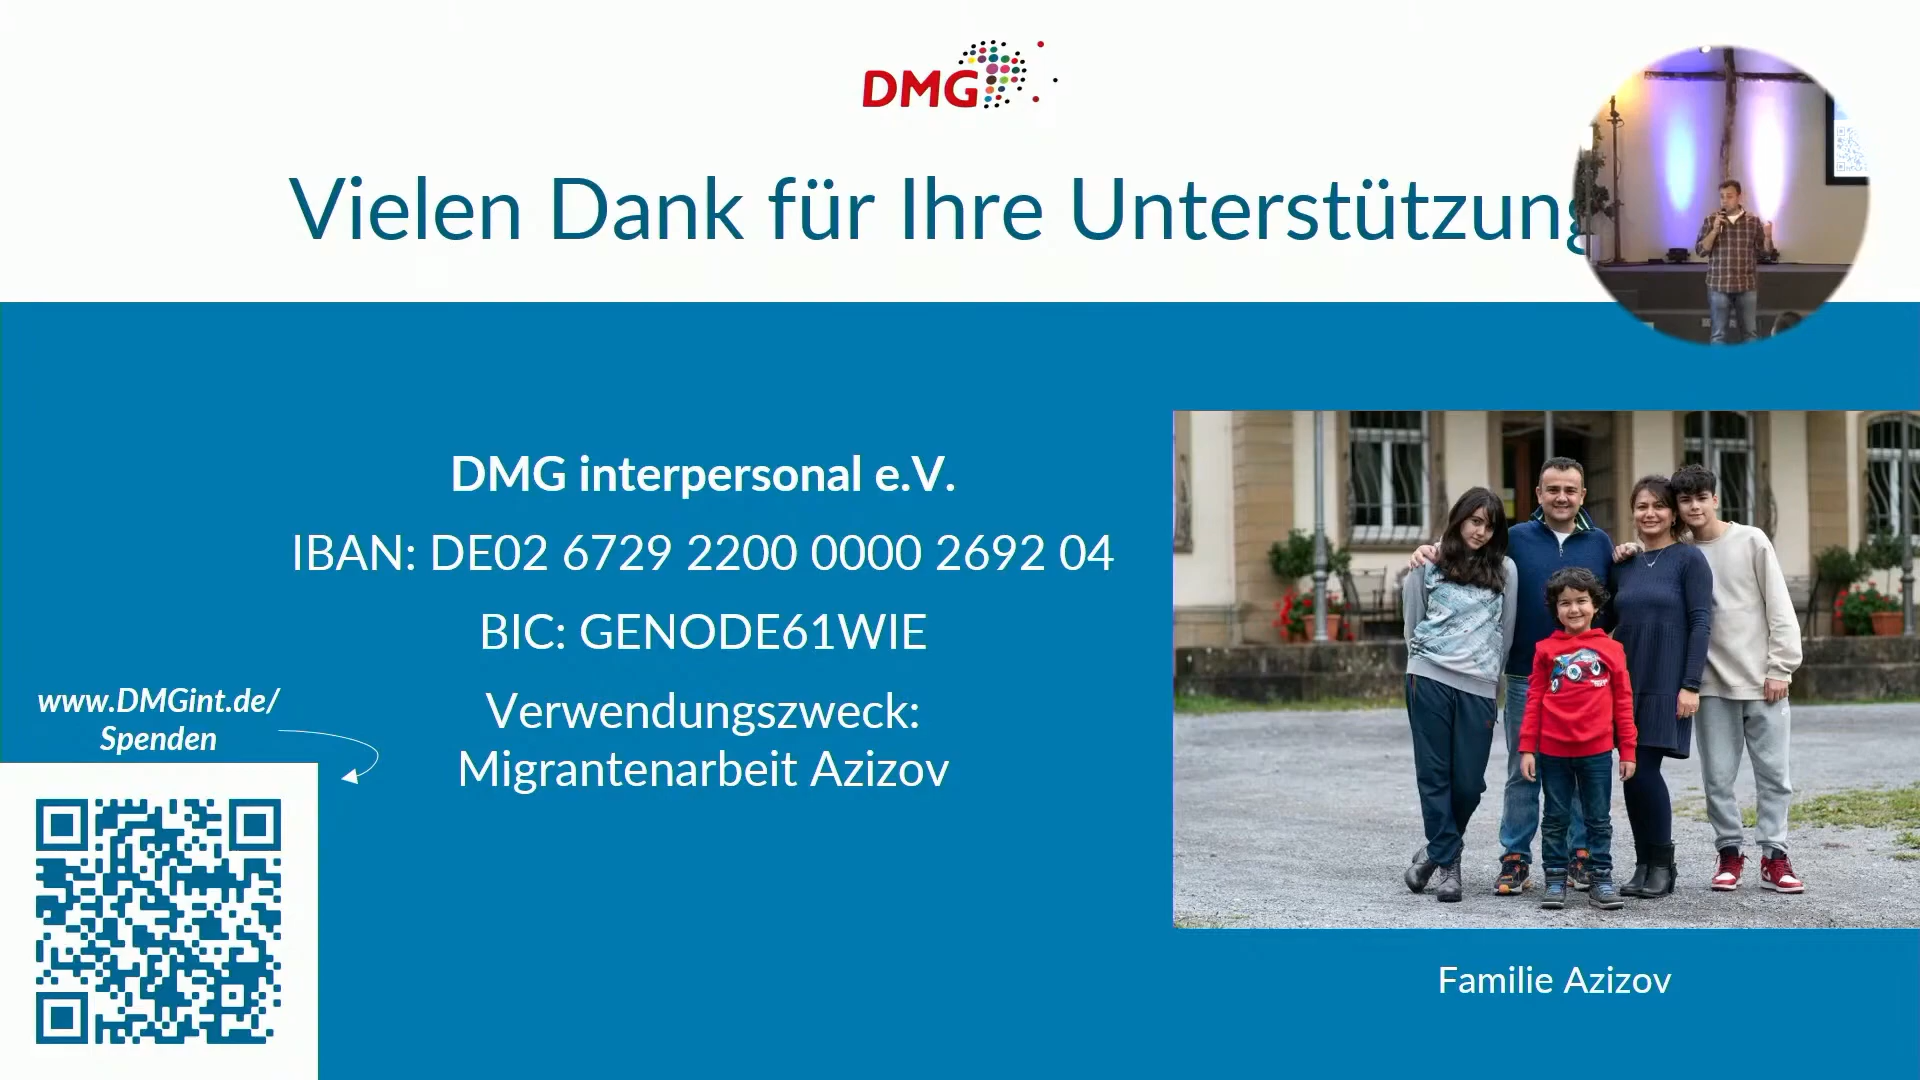 DMG
Vielen Dank für Ihre Unterstützung
DMG interpersonal e.V.
IBAN: DE02 6729 2200 0000 2692 04
BIC: GENODE61WIE
Verwendungszweck:
Migrantenarbeit Azizov
www.DMGint.de/
Spenden
Familie Azizov